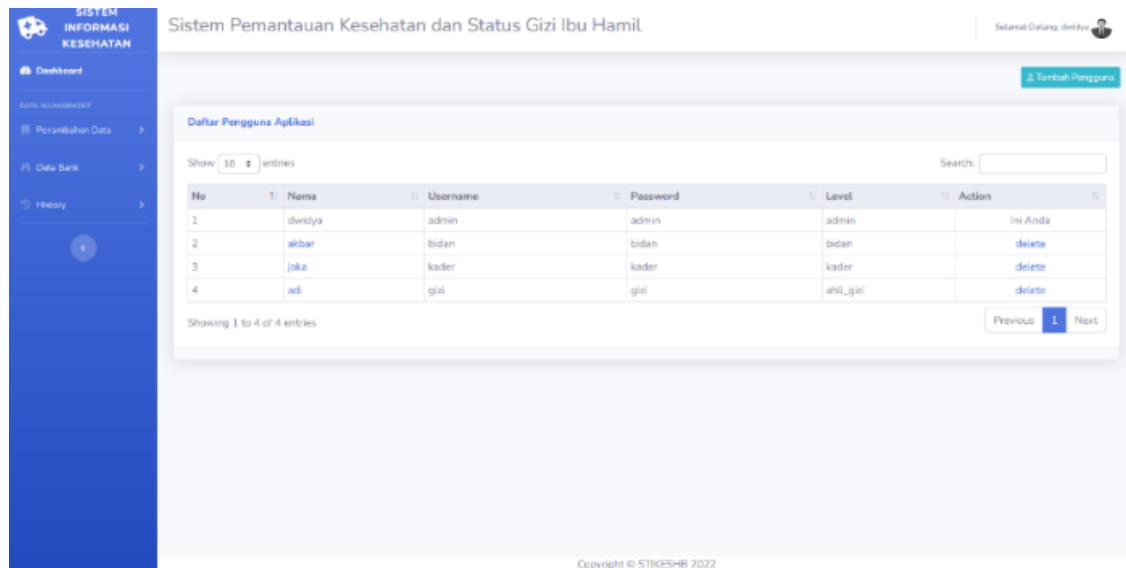 SISTEM
INFORMASI
KESEHATAN
Sistem Pemantauan Kesehatan dan Status Gizi Ibu Hamil
Selamat Datang, dwidya
Dashboard
Tambah Pengguna
DATA MANAGEMENT
Penambahan Data
Data Bank
History
Daftar Pengguna Aplikasi
Show 10 entries
Search:
No Nama Username Password Level Action
1 dwidya admin admin admin Ini Anda
2 akbar bidan bidan bidan delete
3 joka kader kader kader delete
4 adi gizi gizi ahli_gizi delete
Showing 1 to 4 of 4 entries
Previous 1 Next
Copyright © STIKESHB 2022